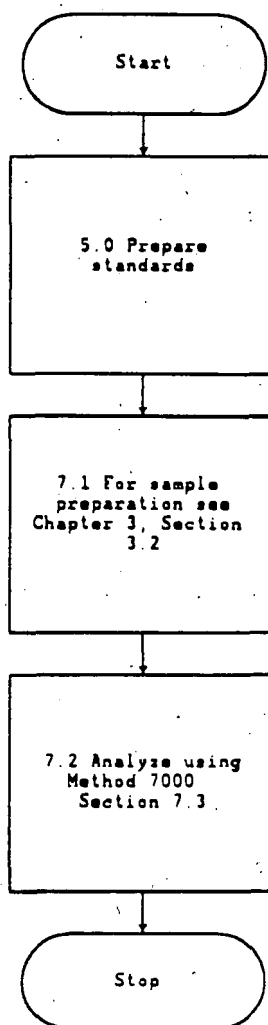 Start
5.0 Prepare
standards
7.1 For sample
preparation see
Chapter 3, Section
3.2
7.2 Analyze using
Method 7000
Section 7.3
Stop